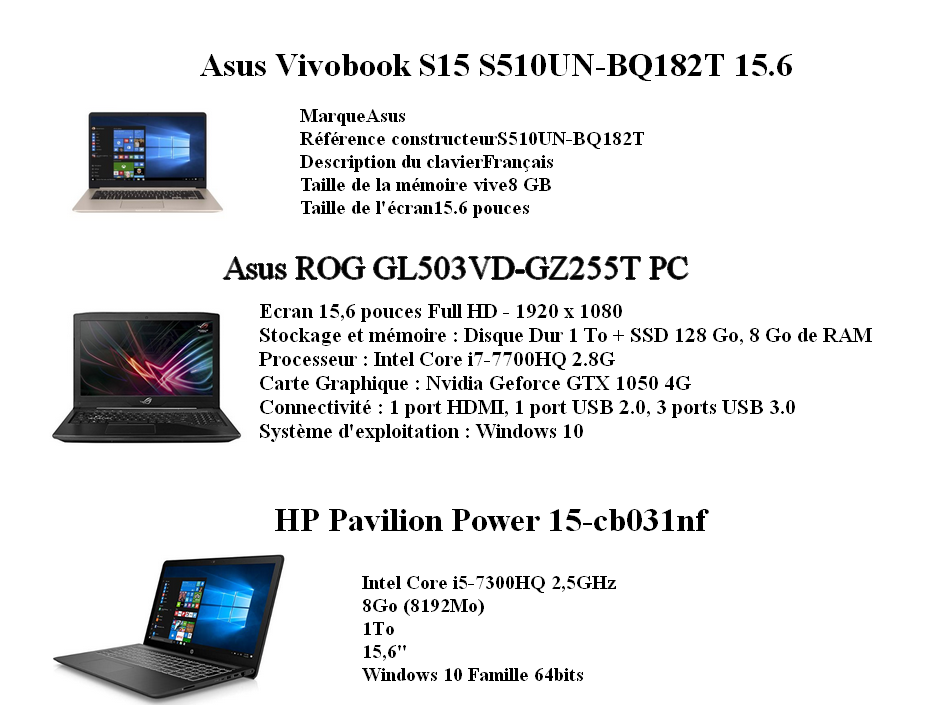 Asus Vivobook S15 S510UN-BQ182T 15.6
MarqueAsus
Référence constructeurS510UN-BQ182T
Description du clavierFrançais
Taille de la mémoire vive8 GB
Taille de l'écran15.6 pouces
Asus ROG GL503VD-GZ255T PC
Ecran 15,6 pouces Full HD - 1920 x 1080
Stockage et mémoire : Disque Dur 1 To + SSD 128 Go, 8 Go de RAM
Processeur : Intel Core i7-7700HQ 2.8G
Carte Graphique : Nvidia Geforce GTX 1050 4G
Connectivité : 1 port HDMI, 1 port USB 2.0, 3 ports USB 3.0
Système d'exploitation : Windows 10
HP Pavilion Power 15-cb031nf
Intel Core i5-7300HQ 2,5GHz
8Go (8192Mo)
1To
15,6"
Windows 10 Famille 64bits